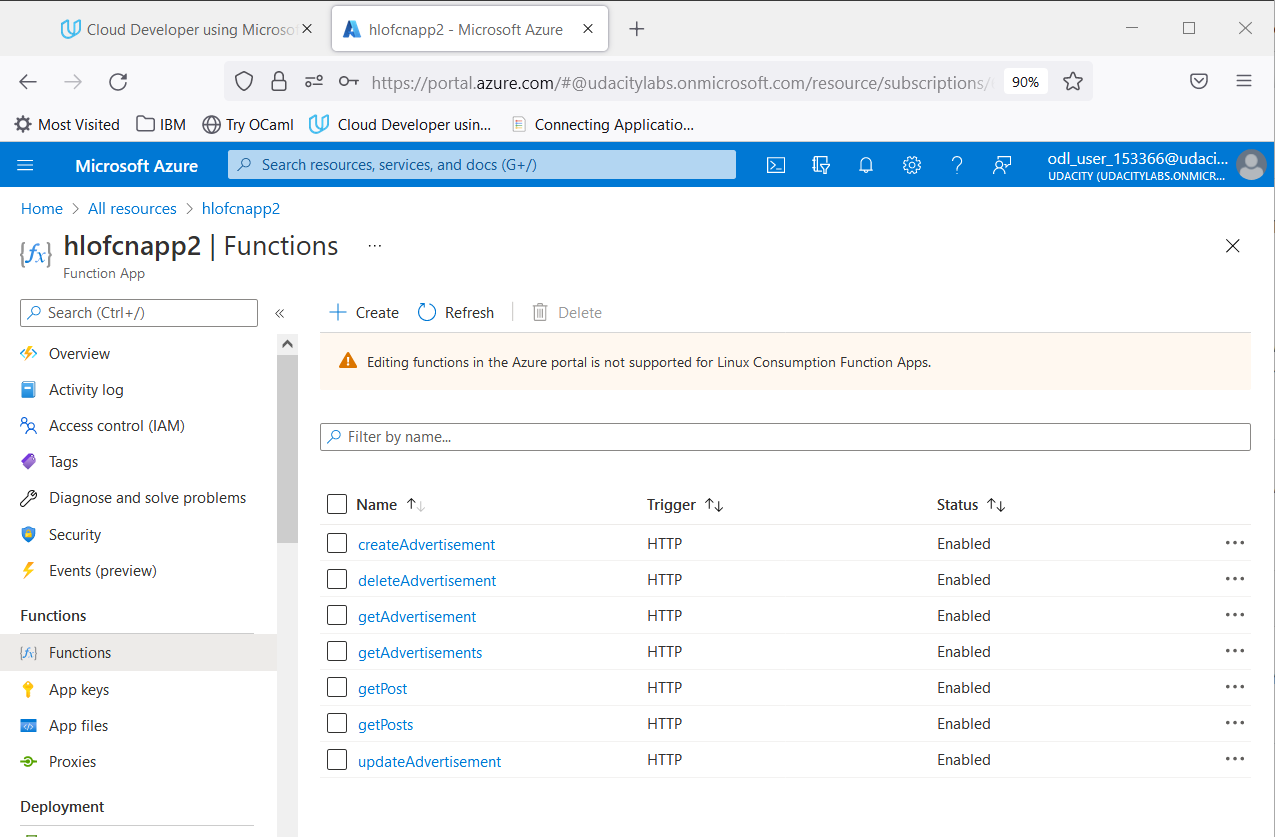 Cloud Developer using Microso
hlofcnapp2 - Microsoft Azure
https://portal.azure.com/#@udacitylabs.onmicrosoft.com/resource/subscriptions/
90%
Most Visited
IBM
Try OCaml
Cloud Developer usin...
Connecting Applicatio...
Microsoft Azure
Search resources, services, and docs (G+/)
odl_user_153366@udaci...
UDACITY (UDACITYLABS.ONMICR...
Home > All resources > hlofcnapp2
hlofcnapp2 | Functions ...
Function App
Search (Ctrl+/)
«
Overview
Activity log
Access control (IAM)
Tags
Diagnose and solve problems
Security
Events (preview)
Functions
Functions
App keys
App files
Proxies
Deployment
Create
Refresh
Delete
Editing functions in the Azure portal is not supported for Linux Consumption Function Apps.
Filter by name...
Name Trigger Status
createAdvertisement HTTP Enabled
deleteAdvertisement HTTP Enabled
getAdvertisement HTTP Enabled
getAdvertisements HTTP Enabled
getPost HTTP Enabled
getPosts HTTP Enabled
updateAdvertisement HTTP Enabled